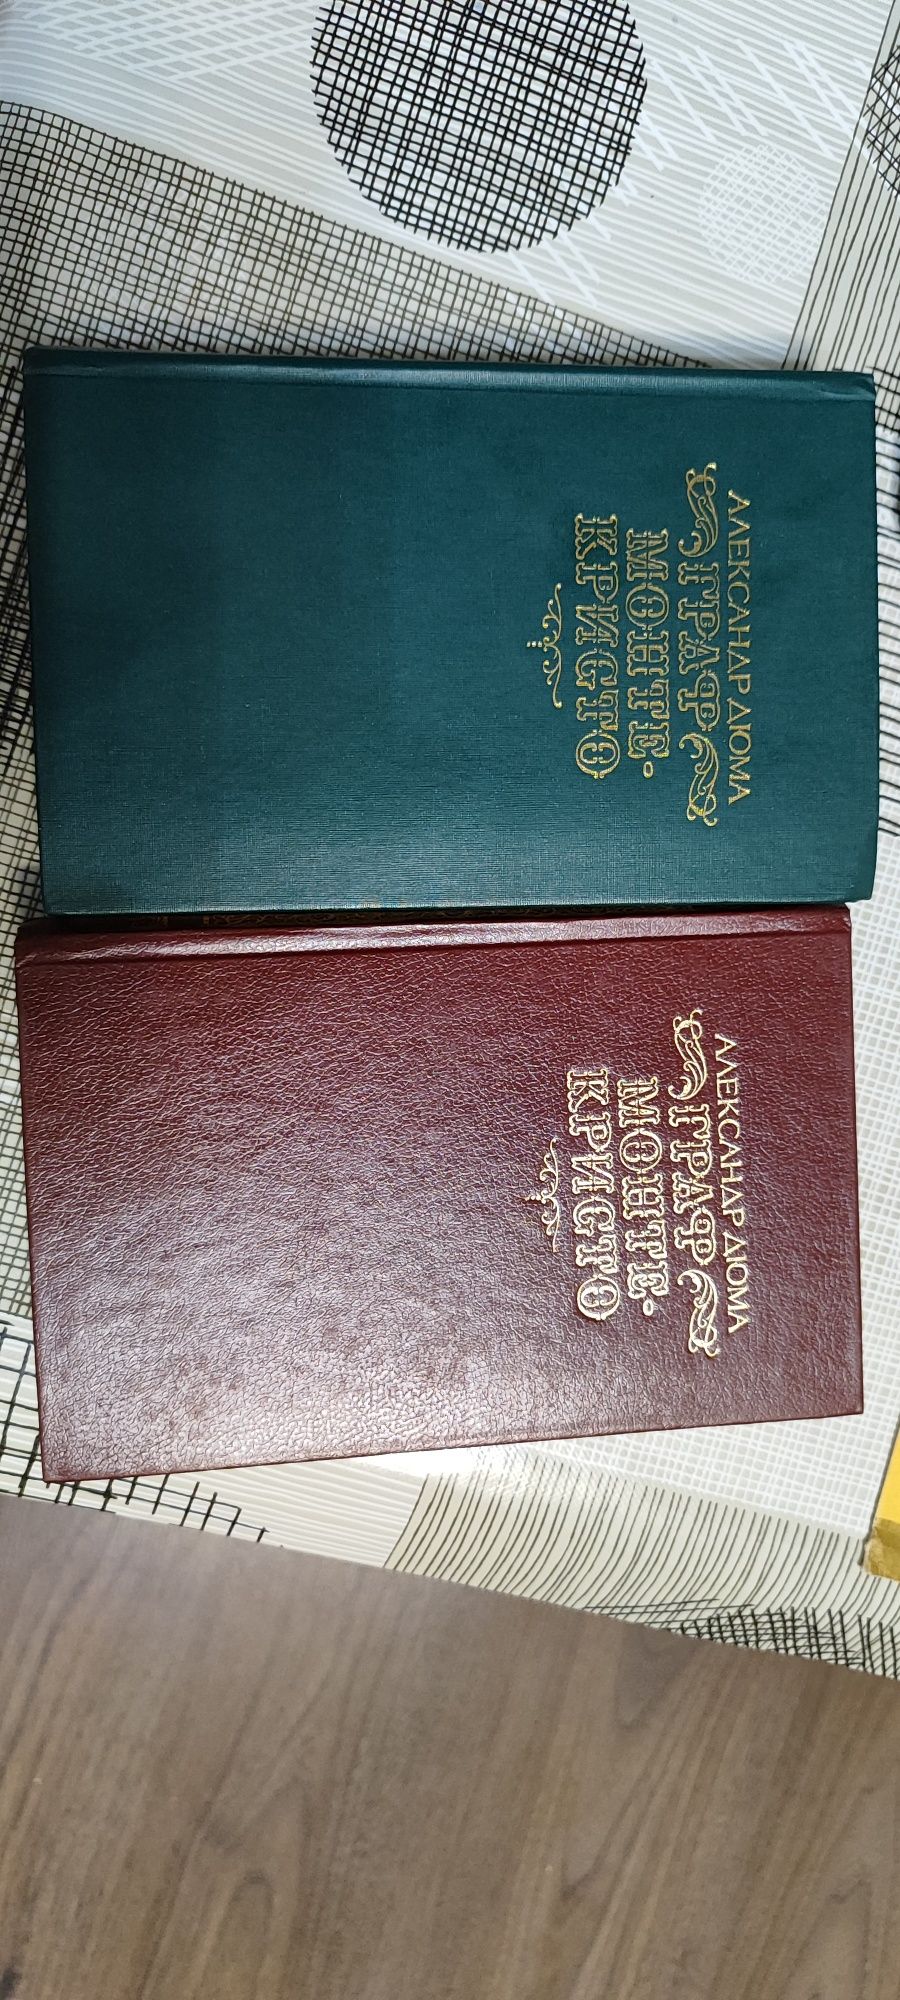 АЛЕКСАНДР ДЮМА
ГРАФ
МОНТЕ-
КРИСТО
АЛЕКСАНДР ДЮМА
ГРАФ
МОНТЕ-
КРИСТО